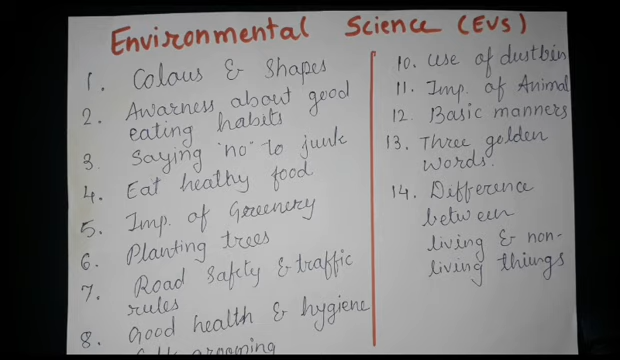 Environmental Science (EVS)
1. Colous & Shapes
2. Awarness about good
eating habits
3. Saying "no" to junk
4. Eat heathy food
5. Imp. of Greenery
6. Planting trees
7. Road Safety & traffic
rules
8. Good health & hygiene
grooming
10. Use of dustbin
11. Imp. of Animal
12. Basic manners
13. Three golden
words.
14. Difference
between
living & non-
living things